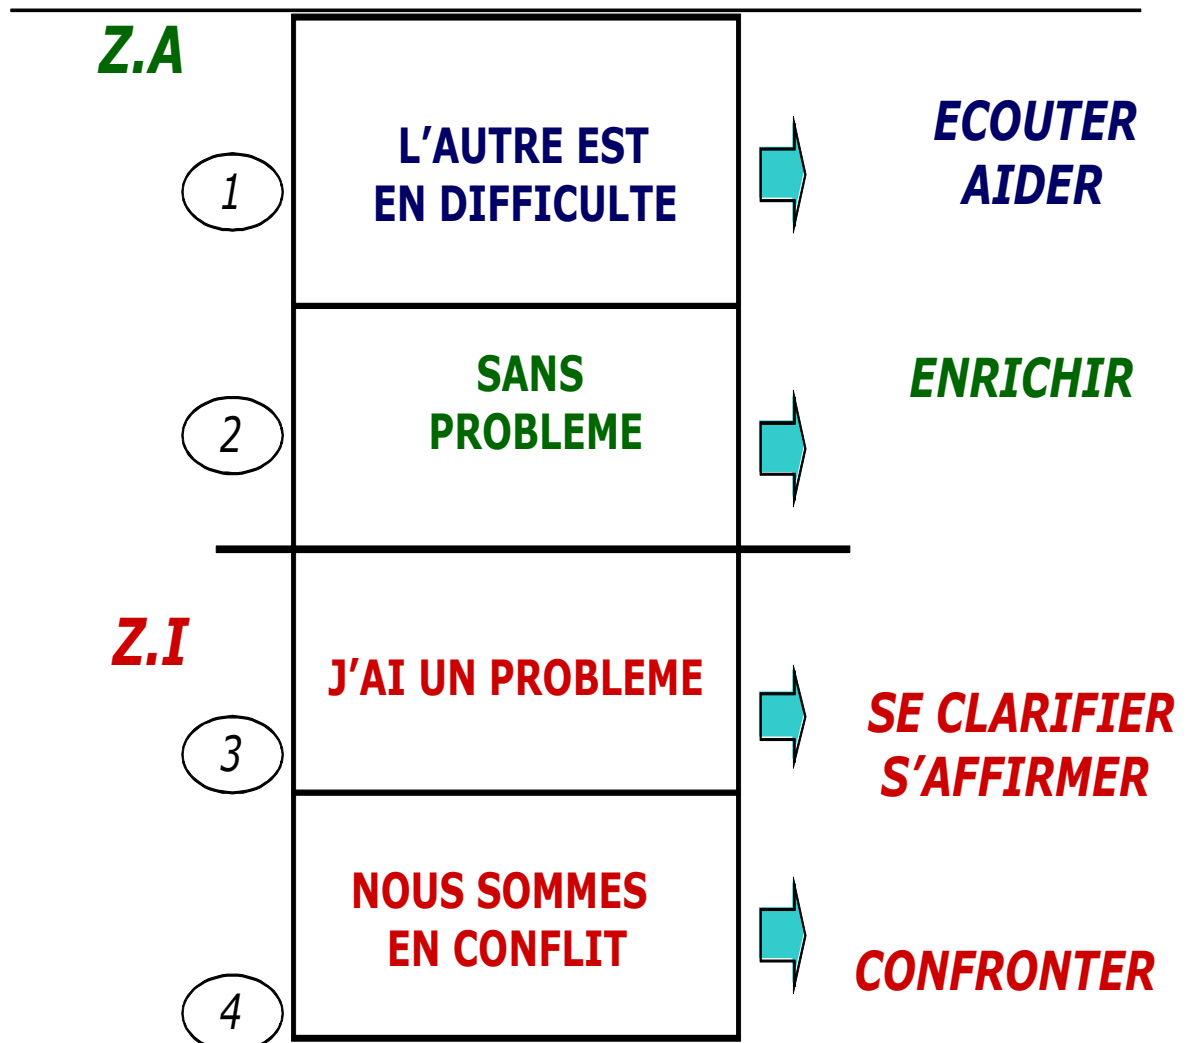 Z.A
1
L’AUTRE EST
EN DIFFICULTE
ECOUTER
AIDER
2
SANS
PROBLEME
ENRICHIR
Z.I
3
J’AI UN PROBLEME
SE CLARIFIER
S’AFFIRMER
4
NOUS SOMMES
EN CONFLIT
CONFRONTER